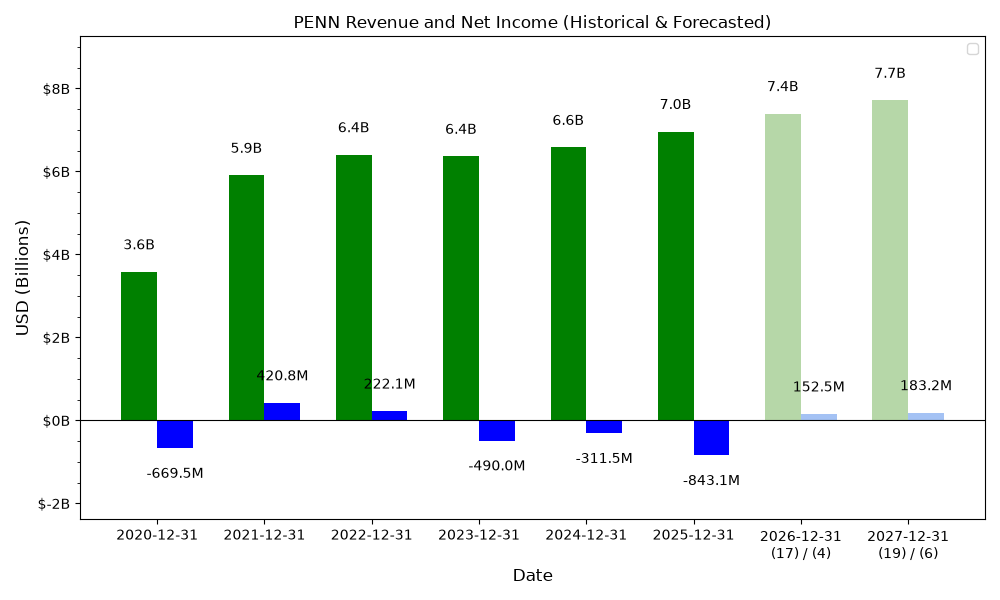 PENN Revenue and Net Income (Historical & Forecasted)
USD (Billions)
$8B
$6B
$4B
$2B
$0B
$-2B
3.6B
5.9B
6.4B
6.4B
6.6B
7.0B
7.4B
7.7B
-669.5M
420.8M
222.1M
-490.0M
-311.5M
-843.1M
152.5M
183.2M
2020-12-31
2021-12-31
2022-12-31
2023-12-31
2024-12-31
2025-12-31
2026-12-31
(17) / (4)
2027-12-31
(19) / (6)
Date